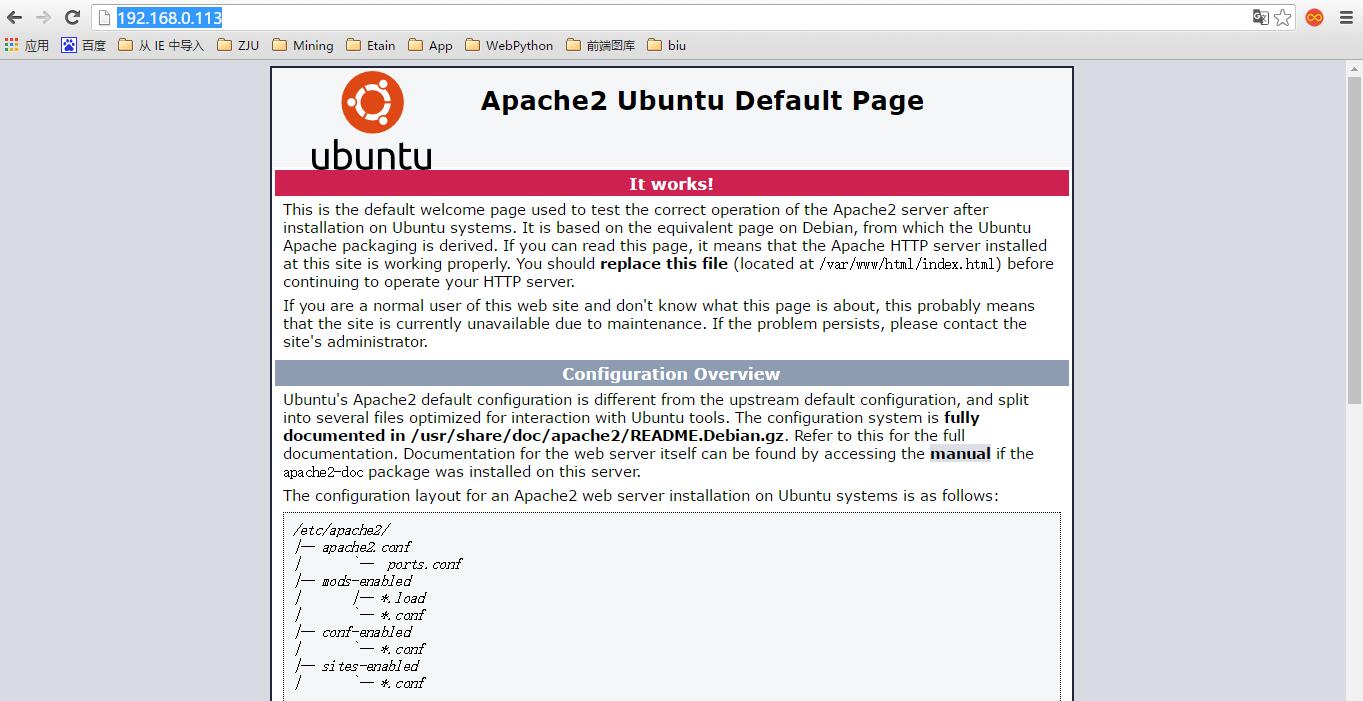 192.168.0.113
应用 百度 从 IE 中导入 ZJU Mining Etain App WebPython 前端图库 biu
ubuntu
Apache2 Ubuntu Default Page
It works!
This is the default welcome page used to test the correct operation of the Apache2 server after
installation on Ubuntu systems. It is based on the equivalent page on Debian, from which the Ubuntu
Apache packaging is derived. If you can read this page, it means that the Apache HTTP server installed
at this site is working properly. You should replace this file (located at /var/www/html/index.html) before
continuing to operate your HTTP server.
If you are a normal user of this web site and don't know what this page is about, this probably means
that the site is currently unavailable due to maintenance. If the problem persists, please contact the
site's administrator.
Configuration Overview
Ubuntu's Apache2 default configuration is different from the upstream default configuration, and split
into several files optimized for interaction with Ubuntu tools. The configuration system is fully
documented in /usr/share/doc/apache2/README.Debian.gz. Refer to this for the full
documentation. Documentation for the web server itself can be found by accessing the manual if the
apache2-doc package was installed on this server.
The configuration layout for an Apache2 web server installation on Ubuntu systems is as follows:
/etc/apache2/
|-- apache2.conf
|       `--  ports.conf
|-- mods-enabled
|       |-- *.load
|       `-- *.conf
|-- conf-enabled
|       `-- *.conf
|-- sites-enabled
|       `-- *.conf